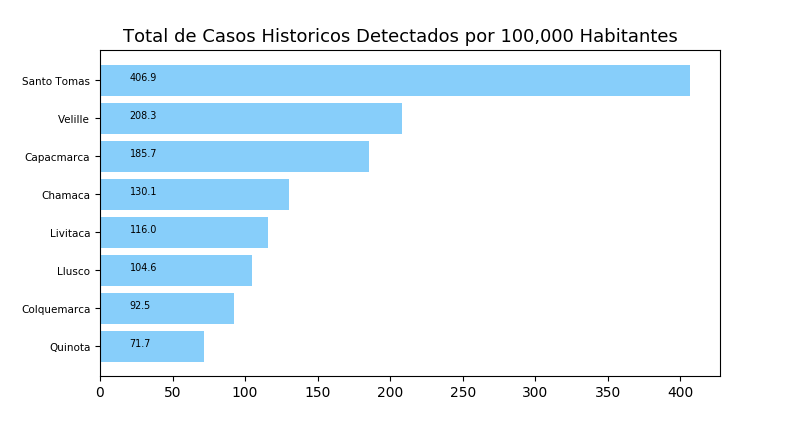 Total de Casos Historicos Detectados por 100,000 Habitantes
Santo Tomas 406.9
Velille 208.3
Capacmarca 185.7
Chamaca 130.1
Livitaca 116.0
Llusco 104.6
Colquemarca 92.5
Quinota 71.7
0 50 100 150 200 250 300 350 400